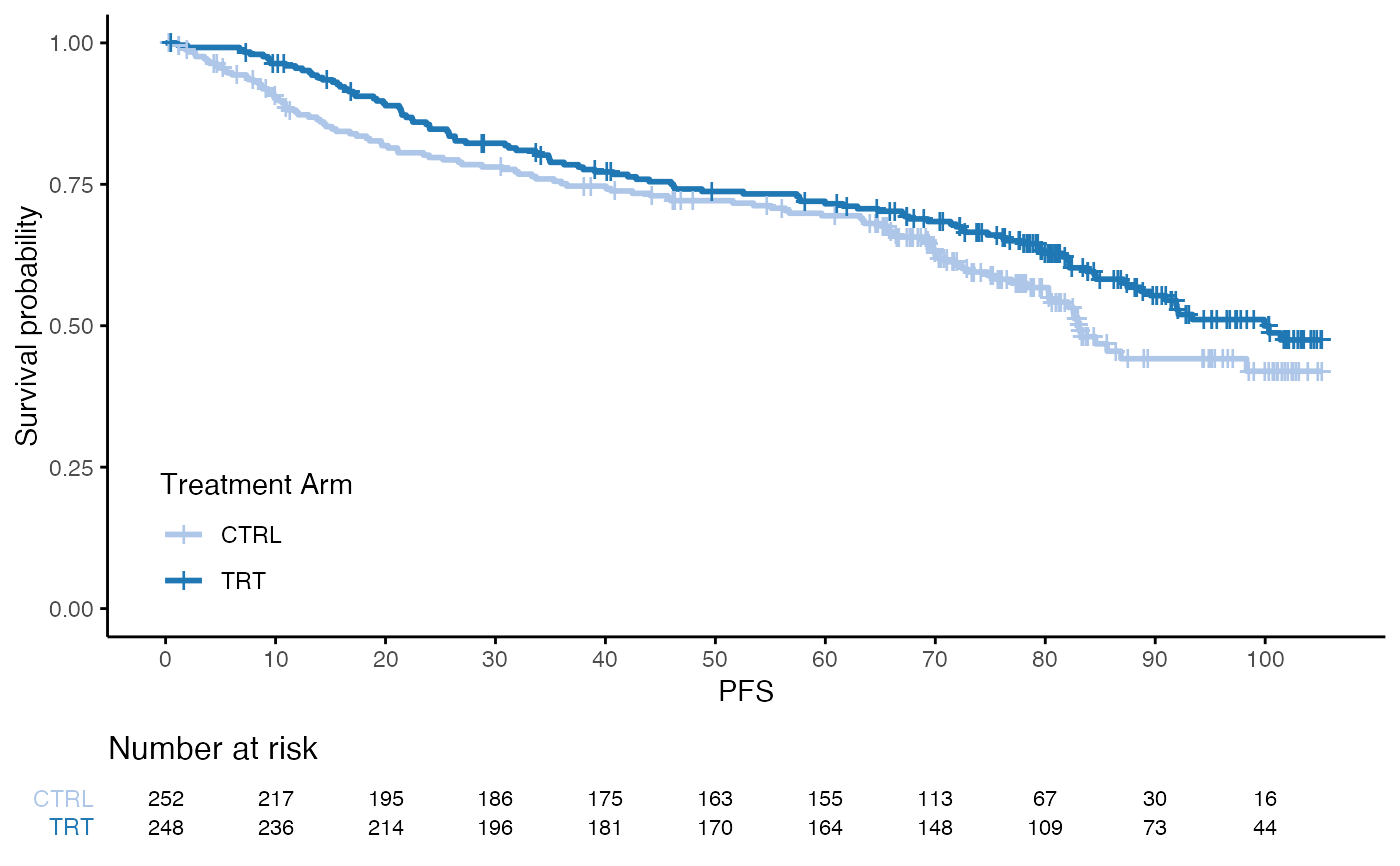 1.00
0.75
0.50
0.25
0.00
Survival probability
Treatment Arm
CTRL
TRT
0 10 20 30 40 50 60 70 80 90 100
PFS
Number at risk
CTRL 252 217 195 186 175 163 155 113 67 30 16
TRT 248 236 214 196 181 170 164 148 109 73 44